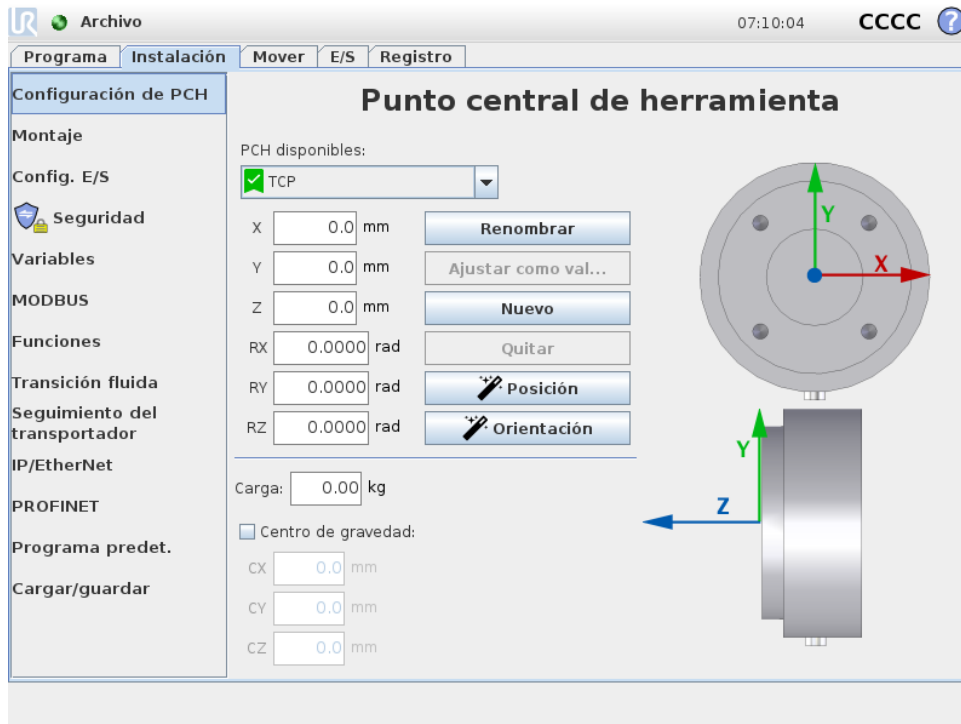 UR Archivo 07:10:04 CCCC ?
Programa Instalación Mover E/S Registro
Configuración de PCH
Montaje
Config. E/S
Seguridad
Variables
MODBUS
Funciones
Transición fluida
Seguimiento del
transportador
IP/EtherNet
PROFINET
Programa predet.
Cargar/guardar
Punto central de herramienta
PCH disponibles:
TCP
X 0.0 mm Renombrar
Y 0.0 mm Ajustar como val...
Z 0.0 mm Nuevo
RX 0.0000 rad Quitar
RY 0.0000 rad Posición
RZ 0.0000 rad Orientación
Carga: 0.00 kg
Centro de gravedad:
CX 0.0 mm
CY 0.0 mm
CZ 0.0 mm
Y
X
Y
Z